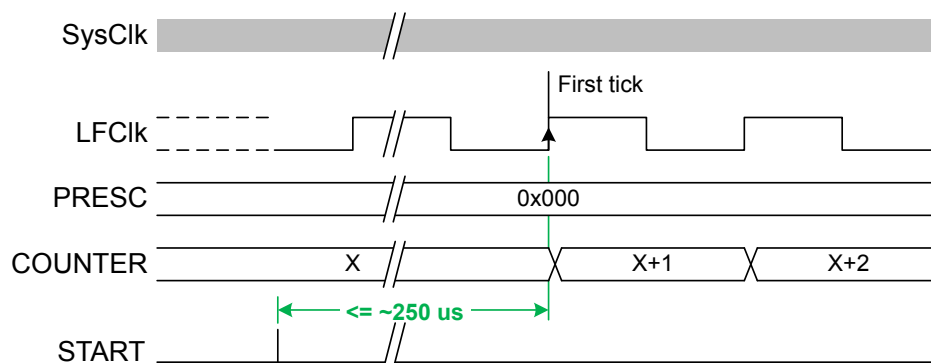 SysClk
First tick
LFClk
PRESC
0x000
COUNTER
X
X+1
X+2
<= ~250 us
START